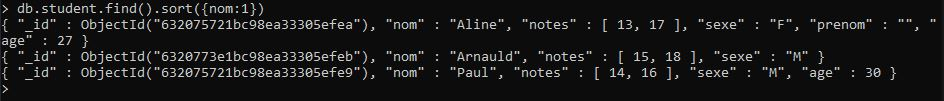 > db.student.find().sort({nom:1})
{ "_id" : ObjectId("632075721bc98ea33305efea"), "nom" : "Aline", "notes" : [ 13, 17 ], "sexe" : "F", "prenom" : "", "
age" : 27 }
{ "_id" : ObjectId("6320773e1bc98ea33305efeb"), "nom" : "Arnauld", "notes" : [ 15, 18 ], "sexe" : "M" }
{ "_id" : ObjectId("632075721bc98ea33305efe9"), "nom" : "Paul", "notes" : [ 14, 16 ], "sexe" : "M", "age" : 30 }
>